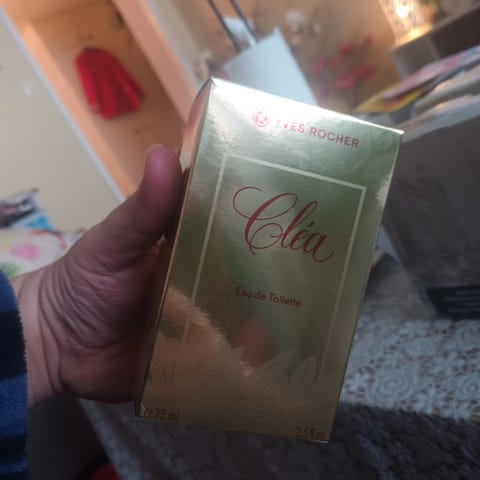 YVES ROCHER
Cléa
Eau de Toilette
℮ 75 ml
2.5 fl.oz